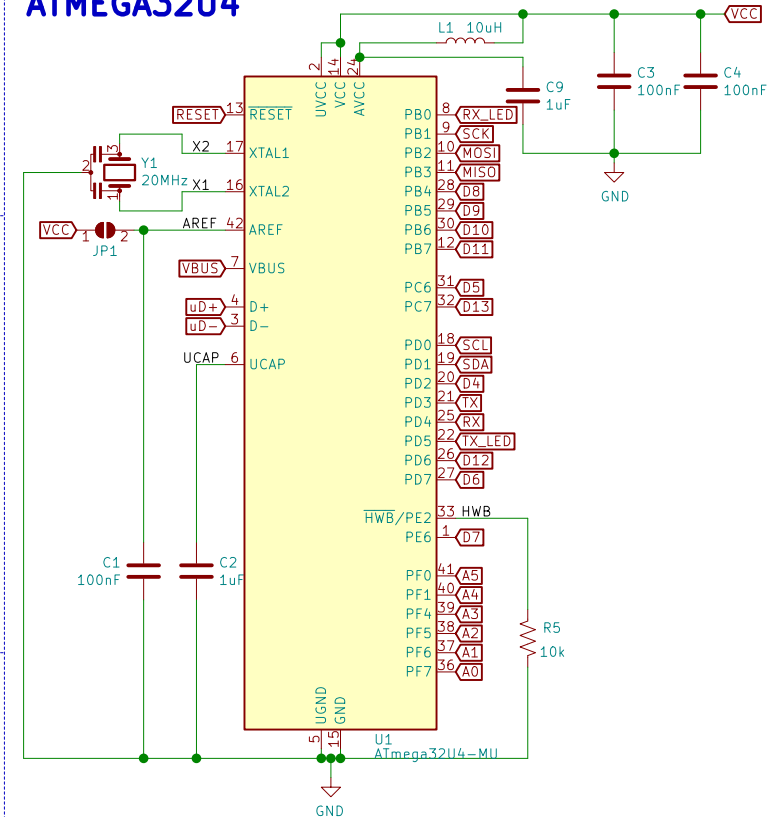 ATMEGA32U4
VCC
L1 10uH
2
14
24
UVCC
VCC
AVCC
C9
1uF
C3
100nF
C4
100nF
GND
RESET 13 RESET
X2 17 XTAL1
X1 16 XTAL2
3
2
1
Y1
20MHz
VCC 1 2
JP1
AREF 42 AREF
VBUS 7 VBUS
uD+ 4 D+
uD- 3 D-
UCAP 6 UCAP
PB0 8 RX_LED
PB1 9 SCK
PB2 10 MOSI
PB3 11 MISO
PB4 28 D8
PB5 29 D9
PB6 30 D10
PB7 12 D11
PC6 31 D5
PC7 32 D13
PD0 18 SCL
PD1 19 SDA
PD2 20 D4
PD3 21 TX
PD4 25 RX
PD5 22 TX_LED
PD6 26 D12
PD7 27 D6
HWB/PE2 33 HWB
PE6 1 D7
PF0 41 A5
PF1 40 A4
PF4 39 A3
PF5 38 A2
PF6 37 A1
PF7 36 A0
C1
100nF
C2
1uF
R5
10k
UGND
GND
5
15
U1
ATmega32U4-MU
GND